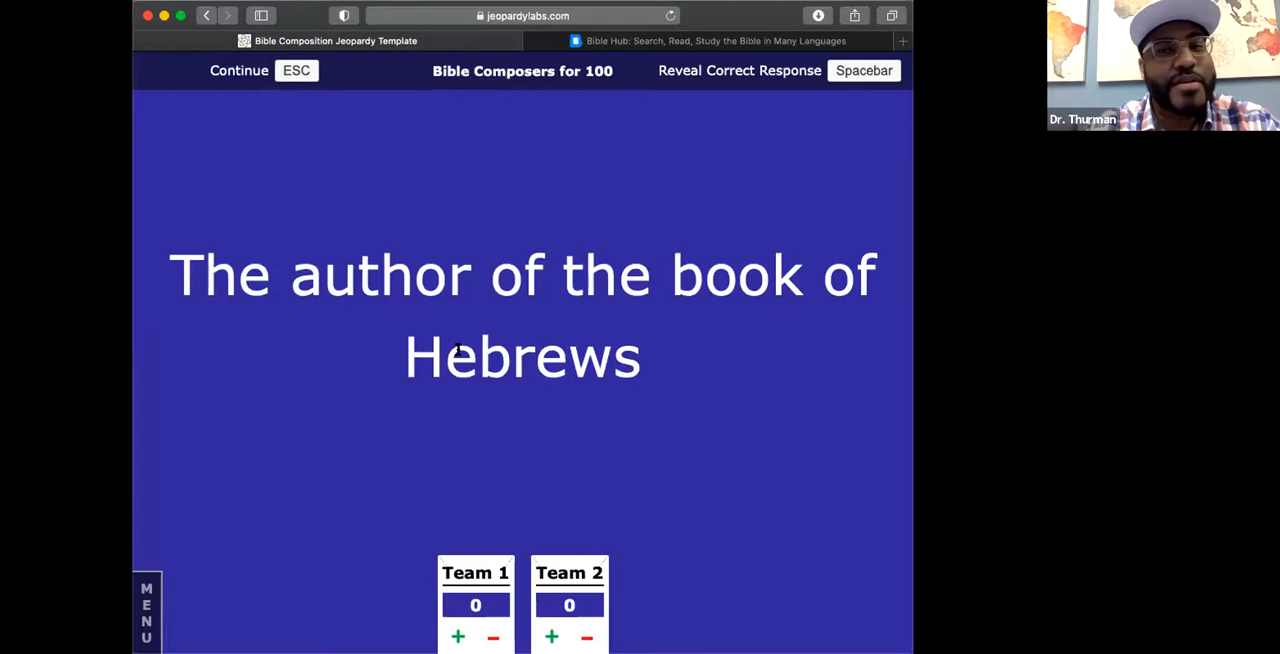 jeopardylabs.com
Bible Composition Jeopardy Template
Bible Hub: Search, Read, Study the Bible in Many Languages
Continue ESC
Bible Composers for 100
Reveal Correct Response Spacebar
Dr. Thurman
The author of the book of
Hebrews
MENU
Team 1 Team 2
0 0
+ − + −